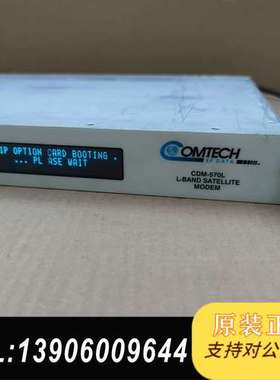 IP OPTION CARD BOOTING .
... PL ASE WAIT
COMTECH
EF DATA
CDM-570L
L-BAND SATELLITE
MODEM
原装正
支持对公
L:13906009644